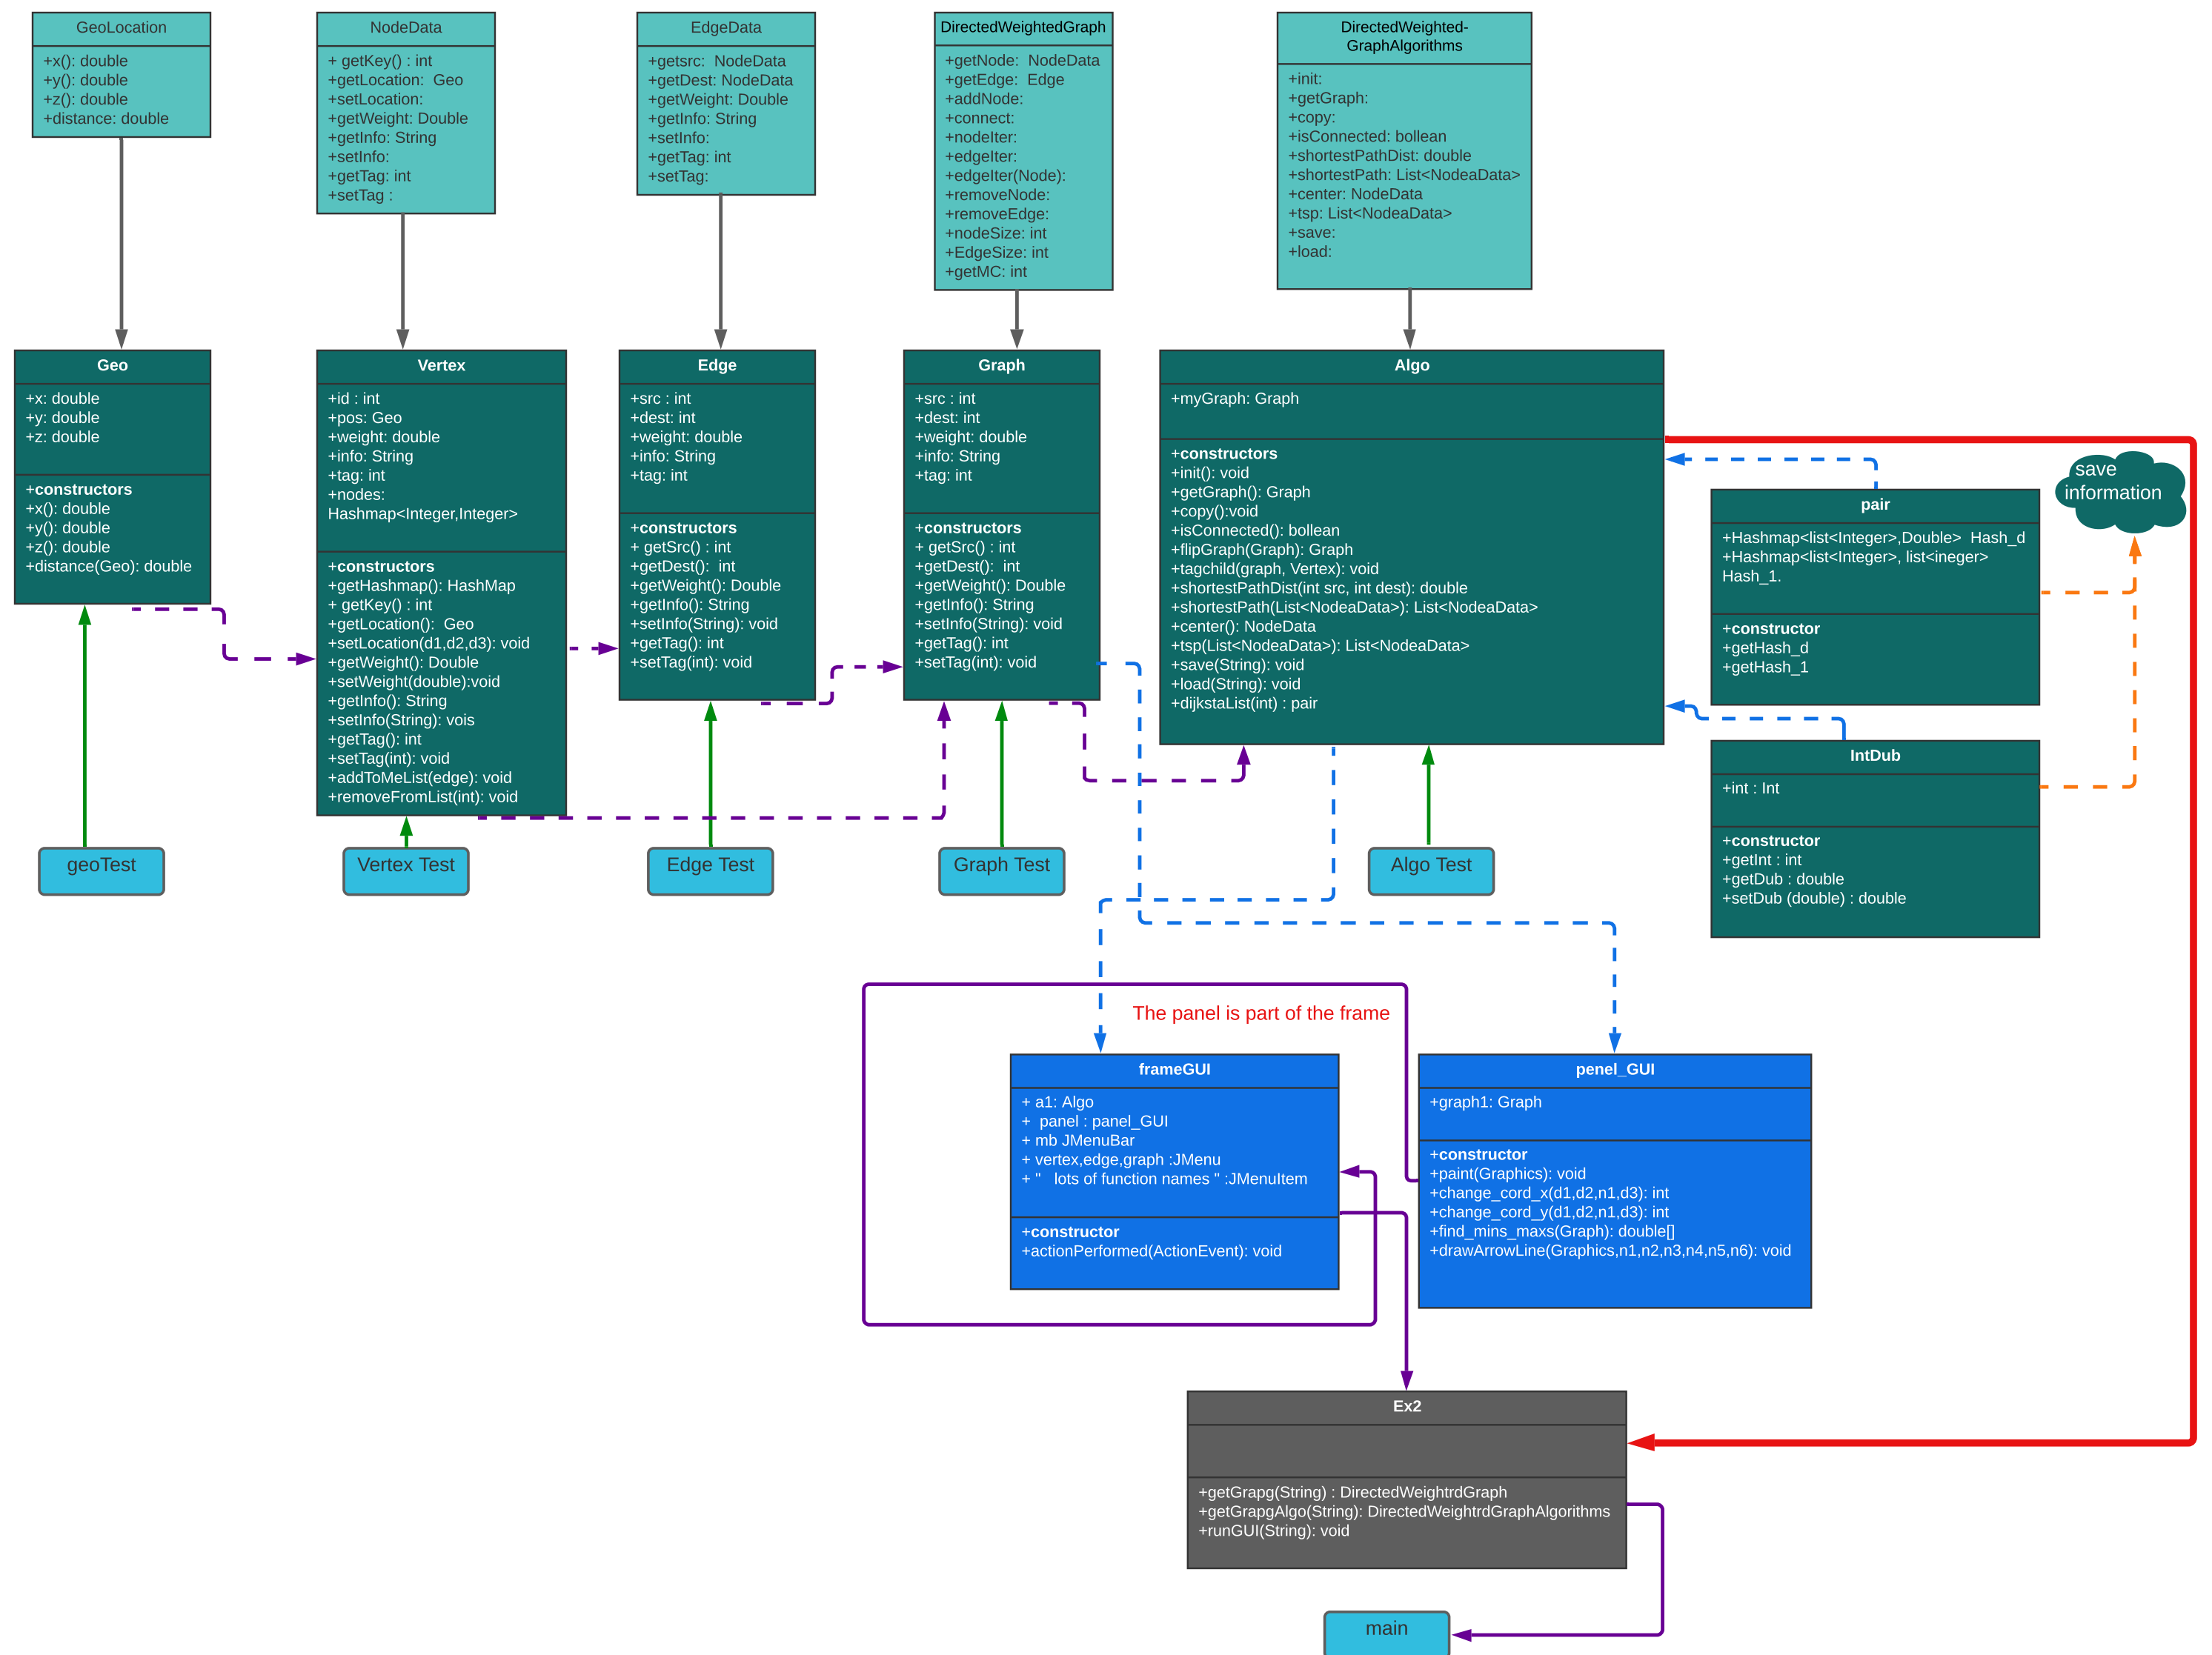 GeoLocation
+x(): double
+y(): double
+z(): double
+distance: double
NodeData
+ getKey() : int
+getLocation:  Geo
+setLocation:
+getWeight: Double
+getInfo: String
+setInfo:
+getTag: int
+setTag :
EdgeData
+getsrc:  NodeData
+getDest: NodeData
+getWeight: Double
+getInfo: String
+setInfo:
+getTag: int
+setTag:
DirectedWeightedGraph
+getNode:  NodeData
+getEdge:  Edge
+addNode:
+connect:
+nodeIter:
+edgeIter:
+edgeIter(Node):
+removeNode:
+removeEdge:
+nodeSize: int
+EdgeSize: int
+getMC: int
DirectedWeighted-
GraphAlgorithms
+init:
+getGraph:
+copy:
+isConnected: bollean
+shortestPathDist: double
+shortestPath: List<NodeaData>
+center: NodeData
+tsp: List<NodeaData>
+save:
+load:
Geo
+x: double
+y: double
+z: double
+constructors
+x(): double
+y(): double
+z(): double
+distance(Geo): double
Vertex
+id : int
+pos: Geo
+weight: double
+info: String
+tag: int
+nodes:
Hashmap<Integer,Integer>
+constructors
+getHashmap(): HashMap
+ getKey() : int
+getLocation():  Geo
+setLocation(d1,d2,d3): void
+getWeight(): Double
+setWeight(double):void
+getInfo(): String
+setInfo(String): vois
+getTag(): int
+setTag(int): void
+addToMeList(edge): void
+removeFromList(int): void
Edge
+src : int
+dest: int
+weight: double
+info: String
+tag: int
+constructors
+ getSrc() : int
+getDest():  int
+getWeight(): Double
+getInfo(): String
+setInfo(String): void
+getTag(): int
+setTag(int): void
Graph
+src : int
+dest: int
+weight: double
+info: String
+tag: int
+constructors
+ getSrc() : int
+getDest():  int
+getWeight(): Double
+getInfo(): String
+setInfo(String): void
+getTag(): int
+setTag(int): void
Algo
+myGraph: Graph
+constructors
+init(): void
+getGraph(): Graph
+copy():void
+isConnected(): bollean
+flipGraph(Graph): Graph
+tagchild(graph, Vertex): void
+shortestPathDist(int src, int dest): double
+shortestPath(List<NodeaData>): List<NodeaData>
+center(): NodeData
+tsp(List<NodeaData>): List<NodeaData>
+save(String): void
+load(String): void
+dijkstaList(int) : pair
save
information
pair
+Hashmap<list<Integer>,Double>  Hash_d
+Hashmap<list<Integer>, list<ineger>
Hash_1.
+constructor
+getHash_d
+getHash_1
IntDub
+int : Int
+constructor
+getInt : int
+getDub : double
+setDub (double) : double
geoTest
Vertex Test
Edge Test
Graph Test
Algo Test
The panel is part of the frame
frameGUI
+ a1: Algo
+  panel : panel_GUI
+ mb JMenuBar
+ vertex,edge,graph :JMenu
+ "   lots of function names " :JMenuItem
+constructor
+actionPerformed(ActionEvent): void
penel_GUI
+graph1: Graph
+constructor
+paint(Graphics): void
+change_cord_x(d1,d2,n1,d3): int
+change_cord_y(d1,d2,n1,d3): int
+find_mins_maxs(Graph): double[]
+drawArrowLine(Graphics,n1,n2,n3,n4,n5,n6): void
Ex2
+getGrapg(String) : DirectedWeightrdGraph
+getGrapgAlgo(String): DirectedWeightrdGraphAlgorithms
+runGUI(String): void
main